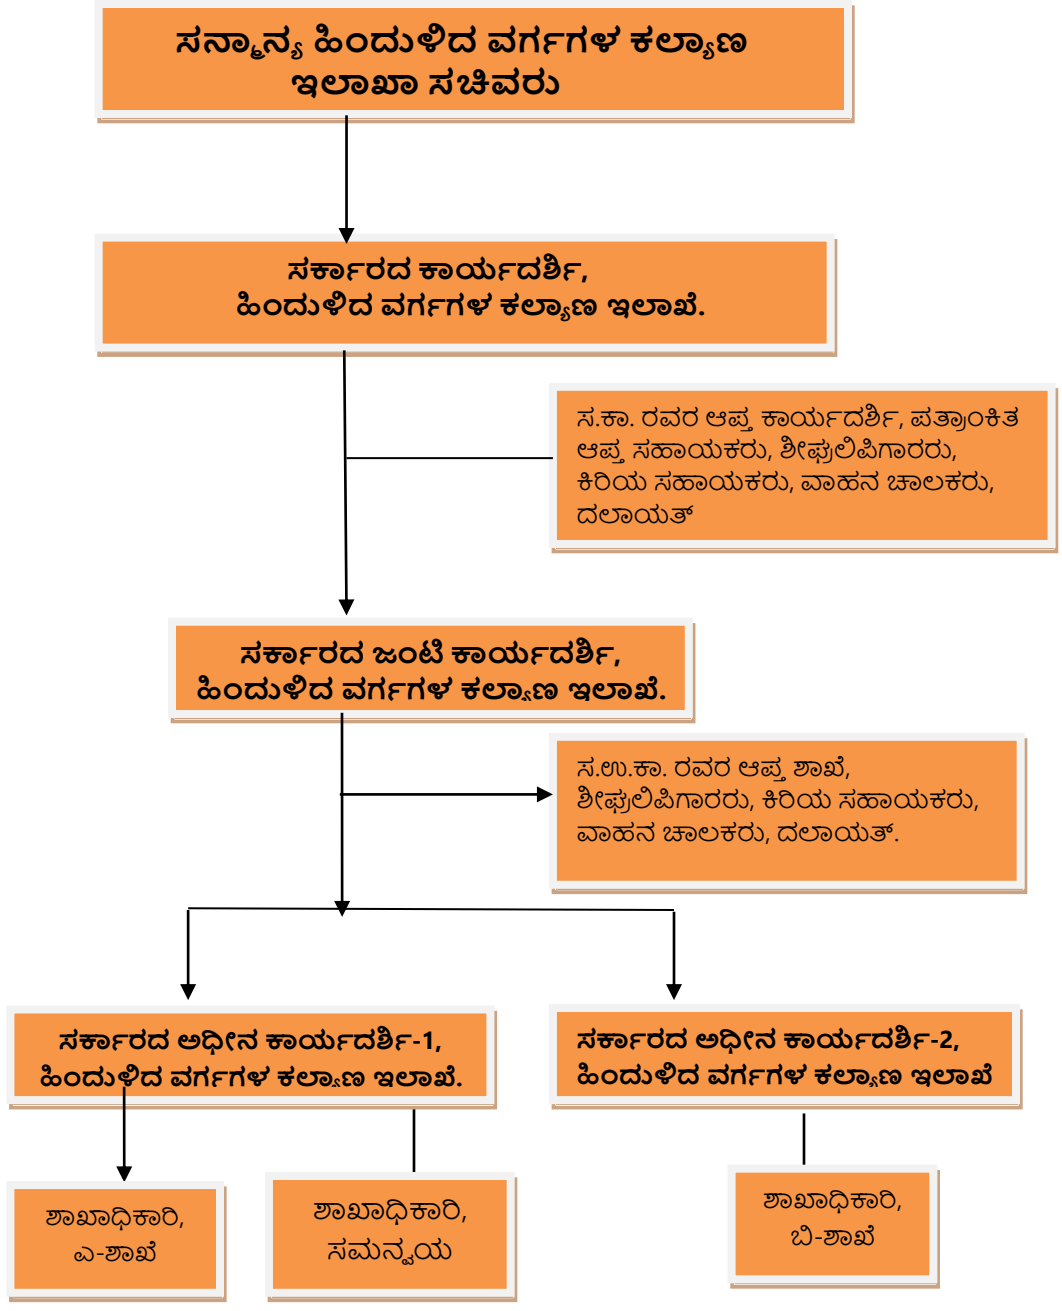 ಸನ್ಮಾನ್ಯ ಹಿಂದುಳಿದ ವರ್ಗಗಳ ಕಲ್ಯಾಣ
ಇಲಾಖಾ ಸಚಿವರು
ಸರ್ಕಾರದ ಕಾರ್ಯದರ್ಶಿ,
ಹಿಂದುಳಿದ ವರ್ಗಗಳ ಕಲ್ಯಾಣ ಇಲಾಖೆ.
ಸ.ಕಾ. ರವರ ಆಪ್ತ ಕಾರ್ಯದರ್ಶಿ, ಪತ್ರಾಂಕಿತ
ಆಪ್ತ ಸಹಾಯಕರು, ಶೀಘ್ರಲಿಪಿಗಾರರು,
ಕಿರಿಯ ಸಹಾಯಕರು, ವಾಹನ ಚಾಲಕರು,
ದಲಾಯತ್
ಸರ್ಕಾರದ ಜಂಟಿ ಕಾರ್ಯದರ್ಶಿ,
ಹಿಂದುಳಿದ ವರ್ಗಗಳ ಕಲ್ಯಾಣ ಇಲಾಖೆ.
ಸ.ಉ.ಕಾ. ರವರ ಆಪ್ತ ಶಾಖೆ,
ಶೀಘ್ರಲಿಪಿಗಾರರು, ಕಿರಿಯ ಸಹಾಯಕರು,
ವಾಹನ ಚಾಲಕರು, ದಲಾಯತ್.
ಸರ್ಕಾರದ ಅಧೀನ ಕಾರ್ಯದರ್ಶಿ-1,
ಹಿಂದುಳಿದ ವರ್ಗಗಳ ಕಲ್ಯಾಣ ಇಲಾಖೆ.
ಸರ್ಕಾರದ ಅಧೀನ ಕಾರ್ಯದರ್ಶಿ-2,
ಹಿಂದುಳಿದ ವರ್ಗಗಳ ಕಲ್ಯಾಣ ಇಲಾಖೆ
ಶಾಖಾಧಿಕಾರಿ,
ಎ-ಶಾಖೆ
ಶಾಖಾಧಿಕಾರಿ,
ಸಮನ್ವಯ
ಶಾಖಾಧಿಕಾರಿ,
ಬಿ-ಶಾಖೆ